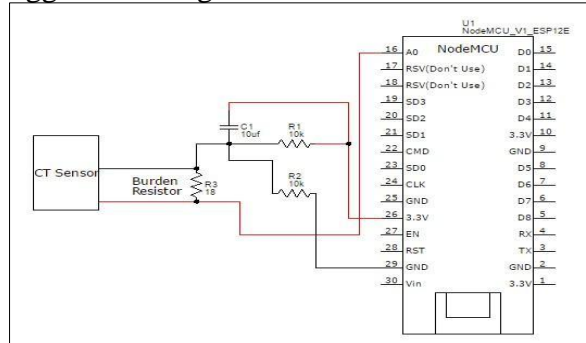 U1
NodeMCU_V1_ESP12E
NodeMCU
16 A0 D0 15
17 RSV(Don't Use) D1 14
18 RSV(Don't Use) D2 13
19 SD3 D3 12
20 SD2 D4 11
21 SD1 3.3V 10
22 CMD GND 9
23 SD0 D5 8
24 CLK D6 7
25 GND D7 6
26 3.3V D8 5
27 EN RX 4
28 RST TX 3
29 GND GND 2
30 Vin 3.3V 1
C1
10uf
R1
10k
R2
10k
CT Sensor
Burden
Resistor
R3
18